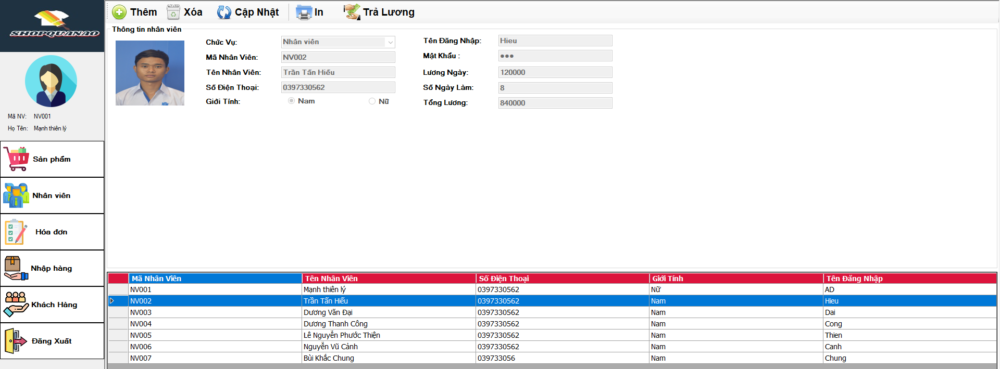 SHOPQUANAO
Mã NV: NV001
Họ Tên: Mạnh thiên lý
Sản phẩm
Nhân viên
Hóa đơn
Nhập hàng
Khách Hàng
Đăng Xuất
Thêm Xóa Cập Nhật In Trả Lương
Thông tin nhân viên
Chức Vụ: Nhân viên
Mã Nhân Viên: NV002
Tên Nhân Viên: Trần Tấn Hiếu
Số Điện Thoại: 0397330562
Giới Tính: Nam Nữ
Tên Đăng Nhập: Hieu
Mật Khẩu : ●●●
Lương Ngày: 120000
Số Ngày Làm: 8
Tổng Lương: 840000
Mã Nhân Viên Tên Nhân Viên Số Điện Thoại Giới Tính Tên Đăng Nhập
NV001 Mạnh thiên lý 0397330562 Nữ AD
NV002 Trần Tấn Hiếu 0397330562 Nam Hieu
NV003 Dương Văn Đại 0397330562 Nam Dai
NV004 Dương Thanh Công 0397330562 Nam Cong
NV005 Lê Nguyễn Phước Thiện 0397330562 Nam Thien
NV006 Nguyễn Vũ Cảnh 0397330562 Nam Canh
NV007 Bùi Khắc Chung 039733056 Nam Chung